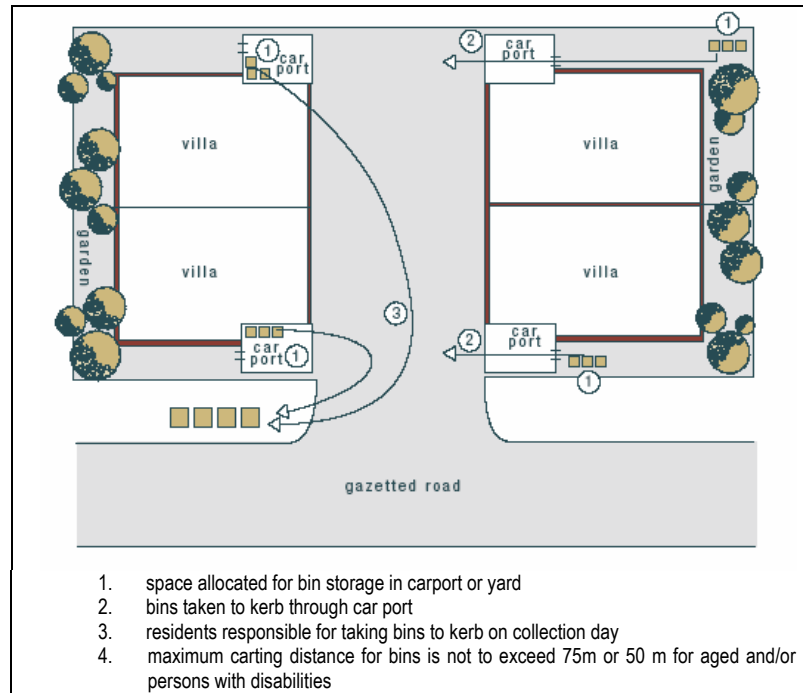 1
2
car
port
1
car
port
villa
villa
garden
garden
villa
villa
3
car
port
1
2
car
port
1
gazetted road
1. space allocated for bin storage in carport or yard
2. bins taken to kerb through car port
3. residents responsible for taking bins to kerb on collection day
4. maximum carting distance for bins is not to exceed 75m or 50 m for aged and/or
persons with disabilities